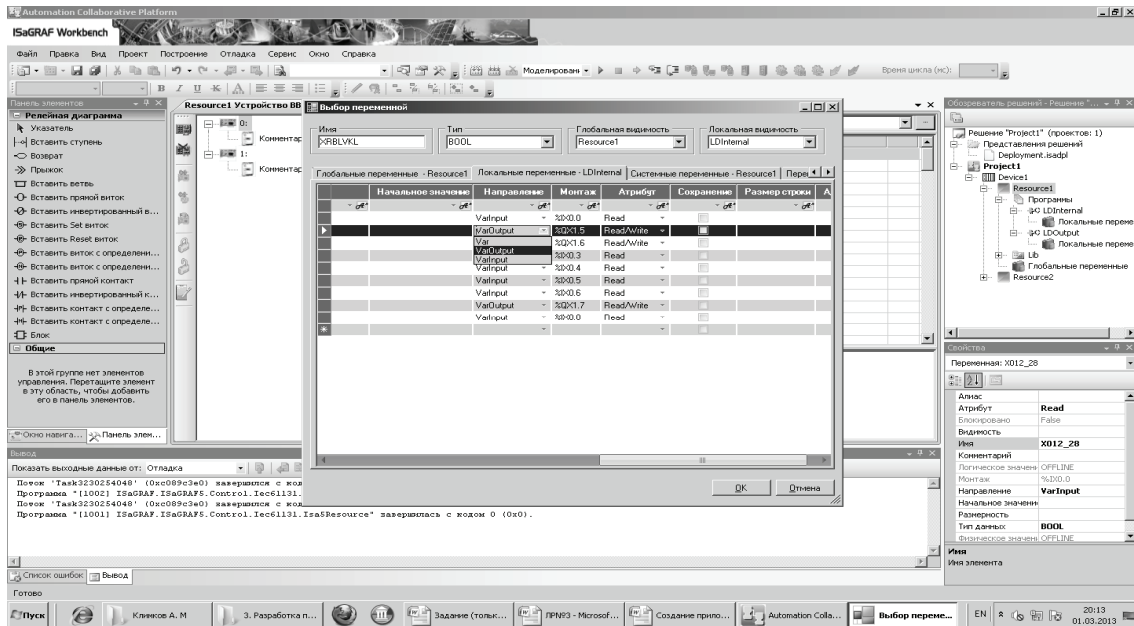 Automation Collaborative Platform
ISaGRAF Workbench
Файл Правка Вид Проект Построение Отладка Сервис Окно Справка
Моделировани
Время цикла (мс):
Панель элементов
Релейная диаграмма
Указатель
Вставить ступень
Возврат
Прыжок
Вставить ветвь
Вставить прямой виток
Вставить инвертированный в...
Вставить Set виток
Вставить Reset виток
Вставить виток с определени...
Вставить виток с определени...
Вставить прямой контакт
Вставить инвертированный к...
Вставить контакт с определе...
Вставить контакт с определе...
Блок
Общие
В этой группе нет элементов
управления. Перетащите элемент
в эту область, чтобы добавить
его в панель элементов.
Окно навига...
Панель элем...
Resource1 Устройство ВВ
0:
Комментар
1:
Комментар
Выбор переменной
Имя
XRBLVKL
Тип
BOOL
Глобальная видимость
Resource1
Локальная видимость
LDInternal
Глобальные переменные - Resource1
Локальные переменные - LDInternal
Системные переменные - Resource1
Пере
Начальное значение Направление Монтаж Атрибут Сохранение Размер строки А
VarInput %IX0.0 Read
VarOutput %QX1.5 Read/Write
Var %QX1.6 Read/Write
VarOutput %IX0.3 Read
VarInput
VarInput %IX0.4 Read
VarInput %IX0.5 Read
VarInput %IX0.6 Read
VarOutput %QX1.7 Read/Write
VarInput %IX0.0 Read
OK
Отмена
Обозреватель решений - Решение "...
Решение "Project1" (проектов: 1)
Представления решений
Deployment.isadpl
Project1
Device1
Resource1
Программы
LDInternal
Локальные переме
LDOutput
Локальные переме
Lib
Глобальные переменные
Resource2
Свойства
Переменная: X012_28
Алиас
Атрибут Read
Блокировано False
Видимость
Имя X012_28
Комментарий
Логическое значени OFFLINE
Монтаж %IX0.0
Направление VarInput
Начальное значени
Размерность
Тип данных BOOL
Физическое значени OFFLINE
Имя
Имя элемента
Вывод
Показать выходные данные от: Отладка
Поток 'Task3230254048' (0xc089c3e0) завершился с код
Программа "[1002] ISaGRAF.ISaGRAF5.Control.Iec61131.
Поток 'Task3230254048' (0xc089c3e0) завершился с код
Программа "[1001] ISaGRAF.ISaGRAF5.Control.Iec61131.Isa5Resource" завершилась с кодом 0 (0x0).
Список ошибок
Вывод
Готово
Пуск
Климков А. М
3. Разработка п...
Задание (тольк...
ПР№3 - Microsof...
Создание прило...
Automation Colla...
Выбор переме...
EN
20:13
01.03.2013